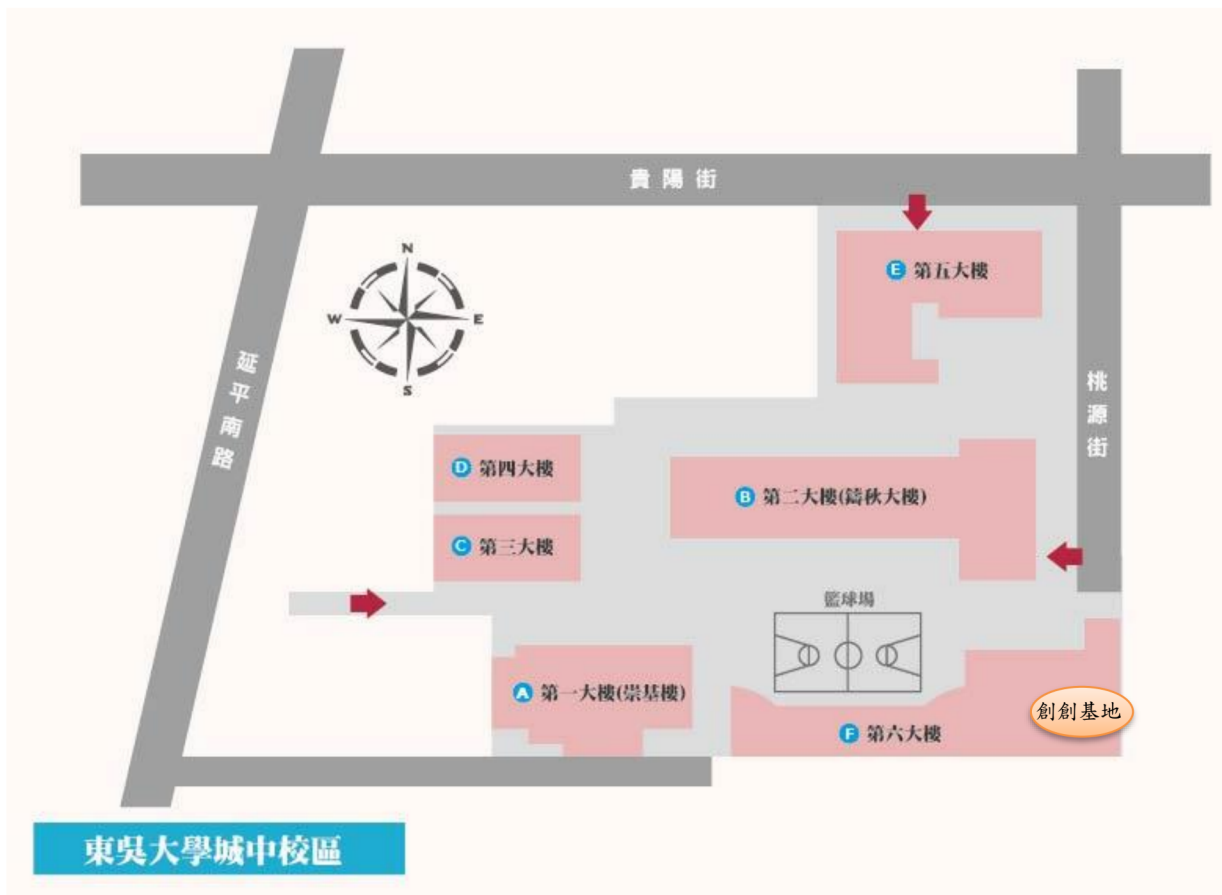 貴陽街
E 第五大樓
N
W
E
S
延平南路
桃源街
D 第四大樓
B 第二大樓(鑄秋大樓)
C 第三大樓
籃球場
A 第一大樓(崇基樓)
創創基地
F 第六大樓
東吳大學城中校區